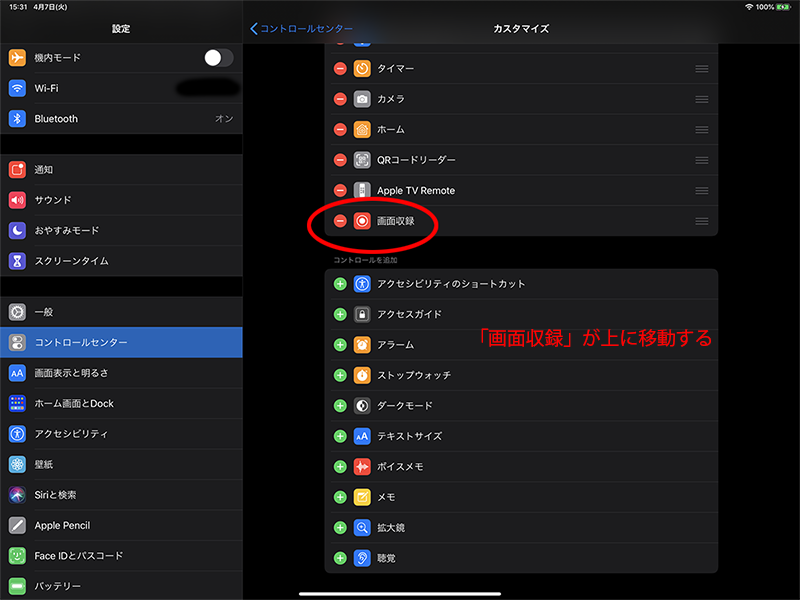 15:31 4月7日(火)
100%
設定
機内モード
Wi-Fi
Bluetooth
オン
通知
サウンド
おやすみモード
スクリーンタイム
一般
コントロールセンター
画面表示と明るさ
ホーム画面とDock
アクセシビリティ
壁紙
Siriと検索
Apple Pencil
Face IDとパスコード
バッテリー
コントロールセンター
カスタマイズ
タイマー
カメラ
ホーム
QRコードリーダー
Apple TV Remote
画面収録
コントロールを追加
アクセシビリティのショートカット
アクセスガイド
アラーム
「画面収録」が上に移動する
ストップウォッチ
ダークモード
テキストサイズ
ボイスメモ
メモ
拡大鏡
聴覚